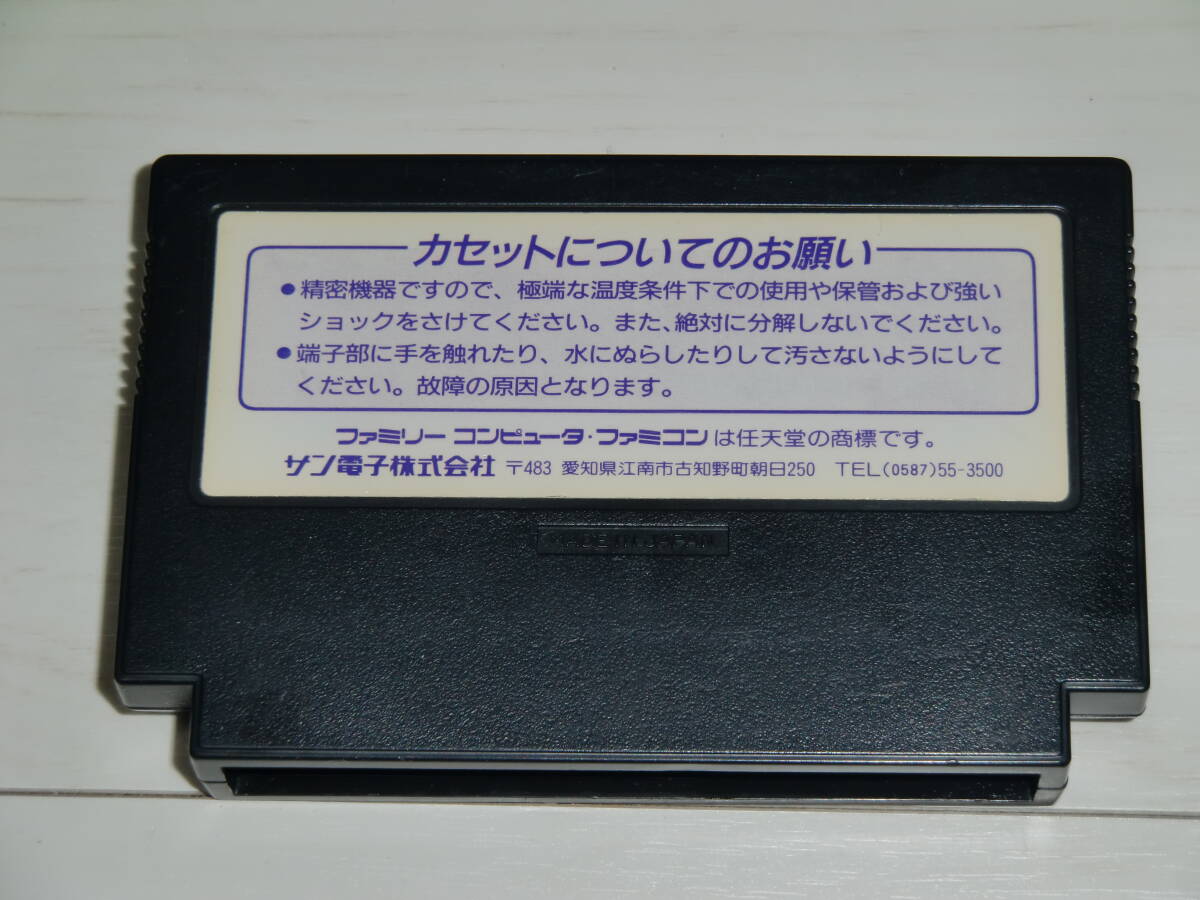 カセットについてのお願い
●精密機器ですので、極端な温度条件下での使用や保管および強い
ショックをさけてください。また、絶対に分解しないでください。
●端子部に手を触れたり、水にぬらしたりして汚さないようにして
ください。故障の原因となります。
ファミリー コンピュータ・ファミコンは任天堂の商標です。
サン電子株式会社 〒483 愛知県江南市古知野町朝日250 TEL(0587)55-3500
MADE IN JAPAN